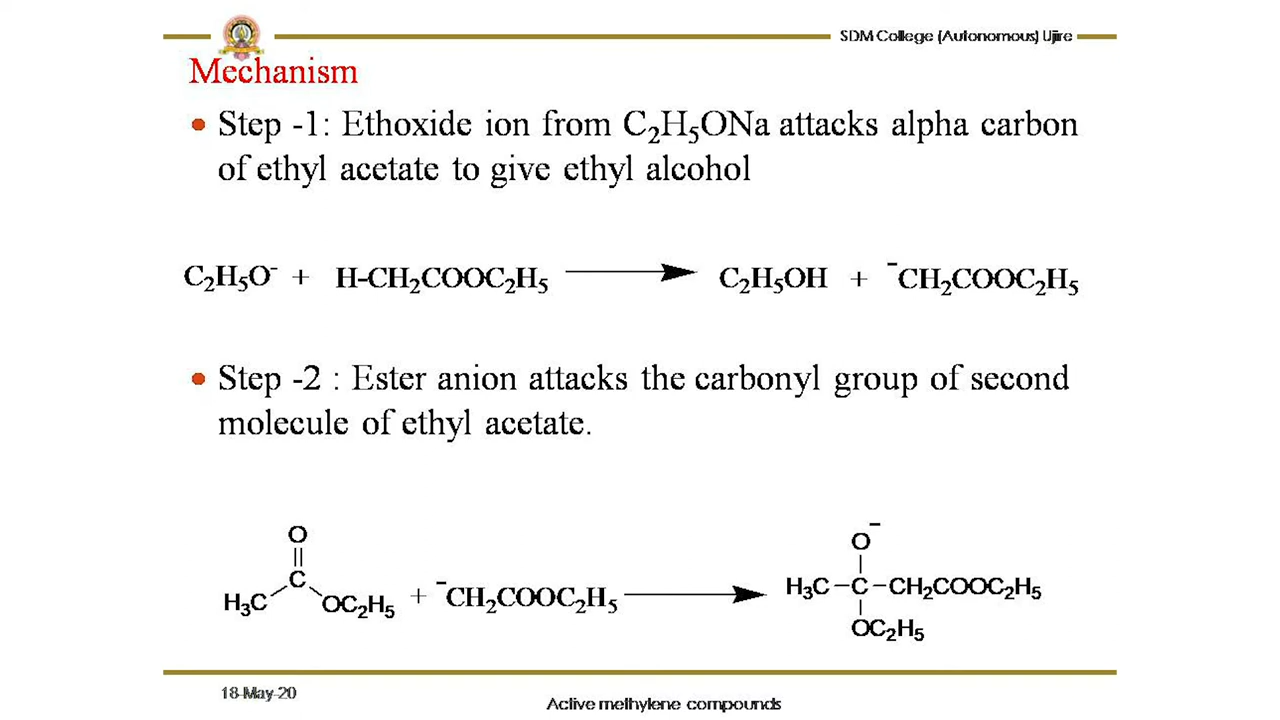 SDM College (Autonomous) Ujire
Mechanism
• Step -1: Ethoxide ion from C₂H₅ONa attacks alpha carbon
of ethyl acetate to give ethyl alcohol
C₂H₅O⁻ + H-CH₂COOC₂H₅ → C₂H₅OH + ⁻CH₂COOC₂H₅
• Step -2 : Ester anion attacks the carbonyl group of second
molecule of ethyl acetate.
O O⁻
C
H₃C OC₂H₅ + ⁻CH₂COOC₂H₅ → H₃C-C-CH₂COOC₂H₅
OC₂H₅
18-May-20
Active methylene compounds